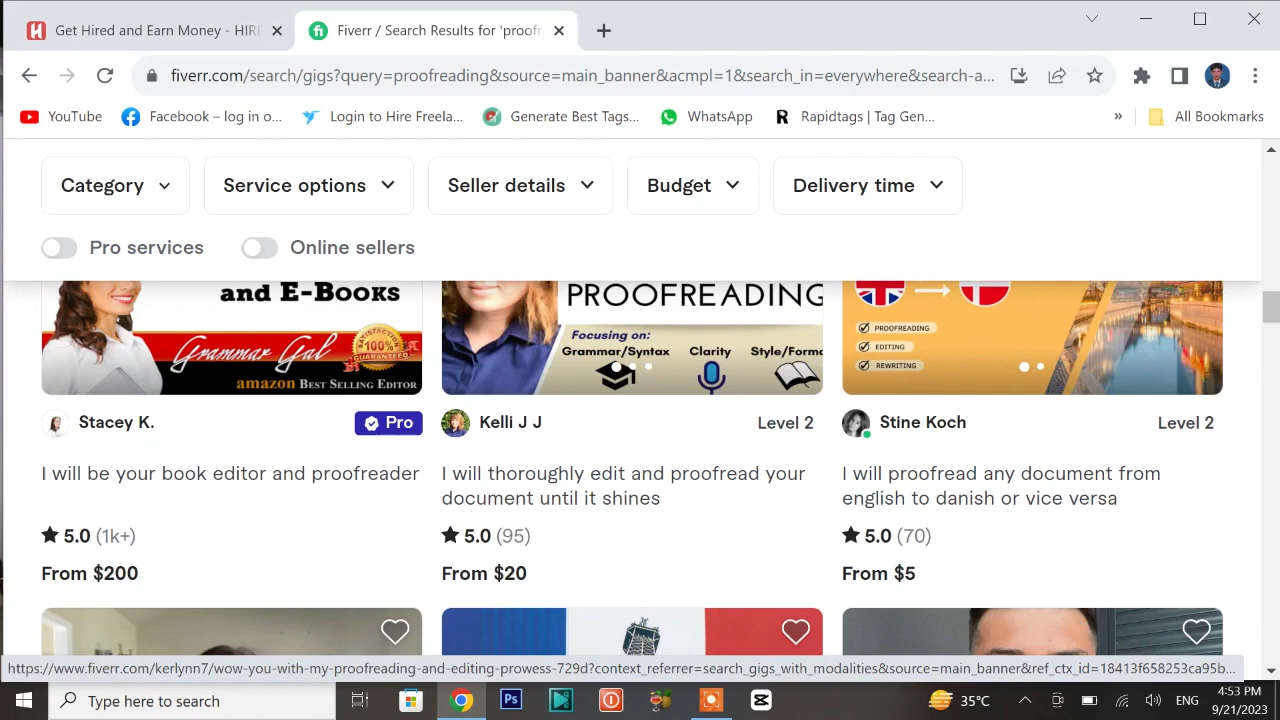 Get Hired and Earn Money - HIRE
Fiverr / Search Results for 'proofr
fiverr.com/search/gigs?query=proofreading&source=main_banner&acmpl=1&search_in=everywhere&search-a...
YouTube
Facebook – log in o...
Login to Hire Freela...
Generate Best Tags...
WhatsApp
R Rapidtags | Tag Gen...
»
All Bookmarks
Category
Service options
Seller details
Budget
Delivery time
Pro services
Online sellers
and E-Books
Grammar Gal
SATISFACTION
100%
GUARANTEED
amazon Best Selling Editor
PROOFREADING
Focusing on:
Grammar/Syntax
Clarity
Style/Forma
PROOFREADING
EDITING
REWRITING
Stacey K.
Pro
Kelli J J
Level 2
Stine Koch
Level 2
I will be your book editor and proofreader
I will thoroughly edit and proofread your
document until it shines
I will proofread any document from
english to danish or vice versa
5.0 (1k+)
5.0 (95)
5.0 (70)
From $200
From $20
From $5
https://www.fiverr.com/kerlynn7/wow-you-with-my-proofreading-and-editing-prowess-729d?context_referrer=search_gigs_with_modalities&source=main_banner&ref_ctx_id=18413f658253ca95b...
Type here to search
Ps
35°C
ENG
4:53 PM
9/21/2023